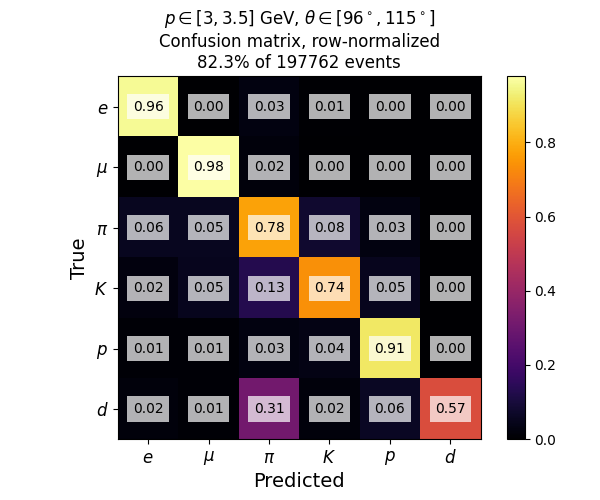 p ∈ [3, 3.5] GeV, θ ∈ [96°, 115°]
Confusion matrix, row-normalized
82.3% of 197762 events
e 0.96 0.00 0.03 0.01 0.00 0.00
μ 0.00 0.98 0.02 0.00 0.00 0.00
π 0.06 0.05 0.78 0.08 0.03 0.00
K 0.02 0.05 0.13 0.74 0.05 0.00
p 0.01 0.01 0.03 0.04 0.91 0.00
d 0.02 0.01 0.31 0.02 0.06 0.57
e μ π K p d
True
Predicted
0.8
0.6
0.4
0.2
0.0